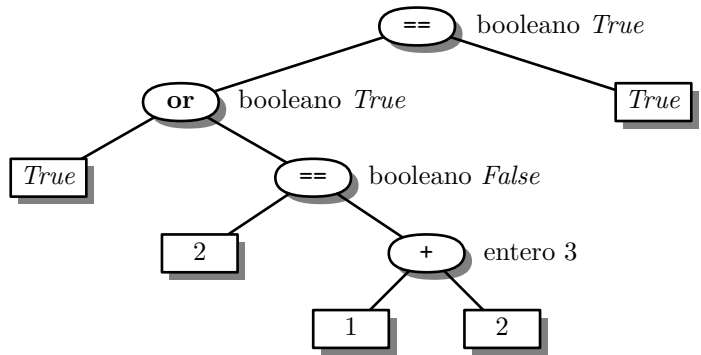 == booleano True
or booleano True True
True == booleano False
2 + entero 3
1 2